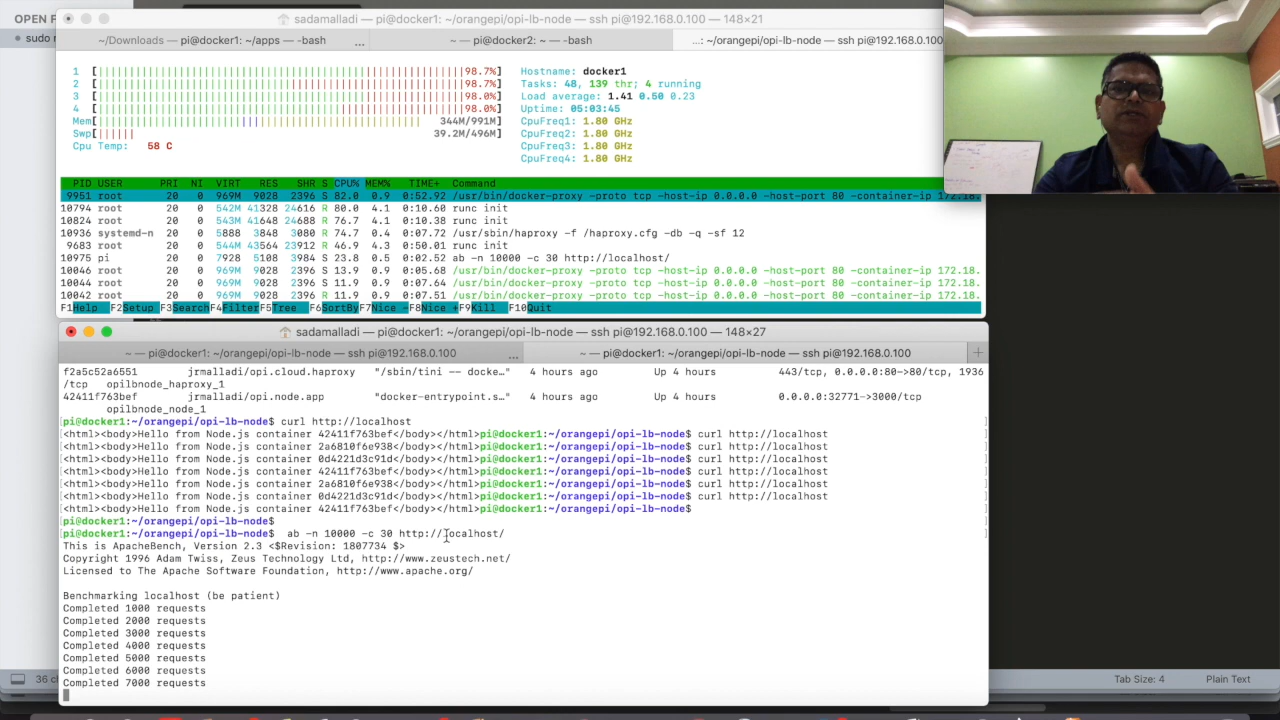 OPEN F
sudo
sadamalladi — pi@docker1: ~/orangepi/opi-lb-node — ssh pi@192.168.0.100 — 148×21
~/Downloads — pi@docker1: ~/apps — -bash ... ~ — pi@docker2: ~ — -bash ...: ~/orangepi/opi-lb-node — ssh pi@192.168.0.100
1 [ 98.7%] Hostname: docker1
2 [ 98.7%] Tasks: 48, 139 thr; 4 running
3 [ 98.0%] Load average: 1.41 0.50 0.23
4 [ 98.0%] Uptime: 05:03:45
Mem[ 344M/991M] CpuFreq1: 1.80 GHz
Swp[ 39.2M/496M] CpuFreq2: 1.80 GHz
Cpu Temp: 58 C CpuFreq3: 1.80 GHz
CpuFreq4: 1.80 GHz
PID USER PRI NI VIRT RES SHR S CPU% MEM% TIME+ Command
9951 root 20 0 969M 9028 2396 S 82.0 0.9 0:52.92 /usr/bin/docker-proxy -proto tcp -host-ip 0.0.0.0 -host-port 80 -container-ip 172.18.
10794 root 20 0 542M 41328 24616 R 80.0 4.1 0:10.60 runc init
10824 root 20 0 543M 41648 24688 R 76.7 4.1 0:10.38 runc init
10936 systemd-n 20 0 5888 3888 3080 R 74.7 0.4 0:07.72 /usr/sbin/haproxy -f /haproxy.cfg -db -q -sf 12
9683 root 20 0 544M 43564 23912 R 46.9 4.3 0:50.01 runc init
10975 pi 20 0 7928 5108 3984 S 23.8 0.5 0:02.52 ab -n 10000 -c 30 http://localhost/
10046 root 20 0 969M 9028 2396 S 13.9 0.9 0:05.68 /usr/bin/docker-proxy -proto tcp -host-ip 0.0.0.0 -host-port 80 -container-ip 172.18.
10044 root 20 0 969M 9028 2396 S 11.9 0.9 0:07.64 /usr/bin/docker-proxy -proto tcp -host-ip 0.0.0.0 -host-port 80 -container-ip 172.18.
10042 root 20 0 969M 9028 2396 R 11.9 0.9 0:07.51 /usr/bin/docker-proxy -proto tcp -host-ip 0.0.0.0 -host-port 80 -container-ip 172.18.
F1Help F2Setup F3SearchF4FilterF5Tree F6SortByF7Nice -F8Nice +F9Kill F10Quit
sadamalladi — pi@docker1: ~/orangepi/opi-lb-node — ssh pi@192.168.0.100 — 148×27
~ — pi@docker1: ~/orangepi/opi-lb-node — ssh pi@192.168.0.100 ... ~ — pi@docker1: ~/orangepi/opi-lb-node — ssh pi@192.168.0.100 +
f2a5c52a6551 jrmalladi/opi.cloud.haproxy "/sbin/tini -- docke…" 4 hours ago Up 4 hours 443/tcp, 0.0.0.0:80->80/tcp, 1936
/tcp opilbnode_haproxy_1
42411f763bef jrmalladi/opi.node.app "docker-entrypoint.s…" 4 hours ago Up 4 hours 0.0.0.0:32771->3000/tcp
opilbnode_node_1
[pi@docker1:~/orangepi/opi-lb-node$ curl http://localhost ]
[<html><body>Hello from Node.js container 42411f763bef</body></html>pi@docker1:~/orangepi/opi-lb-node$ curl http://localhost ]
[<html><body>Hello from Node.js container 2a6810f6e938</body></html>pi@docker1:~/orangepi/opi-lb-node$ curl http://localhost ]
[<html><body>Hello from Node.js container 0d4221d3c91d</body></html>pi@docker1:~/orangepi/opi-lb-node$ curl http://localhost ]
[<html><body>Hello from Node.js container 42411f763bef</body></html>pi@docker1:~/orangepi/opi-lb-node$ curl http://localhost ]
[<html><body>Hello from Node.js container 2a6810f6e938</body></html>pi@docker1:~/orangepi/opi-lb-node$ curl http://localhost ]
[<html><body>Hello from Node.js container 0d4221d3c91d</body></html>pi@docker1:~/orangepi/opi-lb-node$ curl http://localhost ]
[<html><body>Hello from Node.js container 42411f763bef</body></html>pi@docker1:~/orangepi/opi-lb-node$ ]
[pi@docker1:~/orangepi/opi-lb-node$ ]
[pi@docker1:~/orangepi/opi-lb-node$ ab -n 10000 -c 30 http://localhost/ ]
This is ApacheBench, Version 2.3 <$Revision: 1807734 $>
Copyright 1996 Adam Twiss, Zeus Technology Ltd, http://www.zeustech.net/
Licensed to The Apache Software Foundation, http://www.apache.org/
Benchmarking localhost (be patient)
Completed 1000 requests
Completed 2000 requests
Completed 3000 requests
Completed 4000 requests
Completed 5000 requests
Completed 6000 requests
Completed 7000 requests
36 c Tab Size: 4 Plain Text